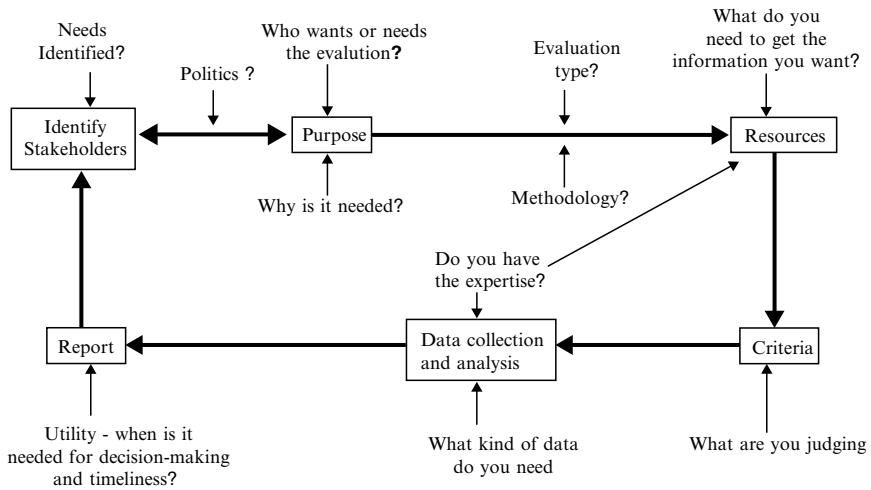 Needs
Identified?
Politics ?
Who wants or needs
the evalution?
Evaluation
type?
What do you
need to get the
information you want?
Identify
Stakeholders
Purpose
Resources
Why is it needed?
Methodology?
Do you have
the expertise?
Report
Data collection
and analysis
Criteria
Utility - when is it
needed for decision-making
and timeliness?
What kind of data
do you need
What are you judging